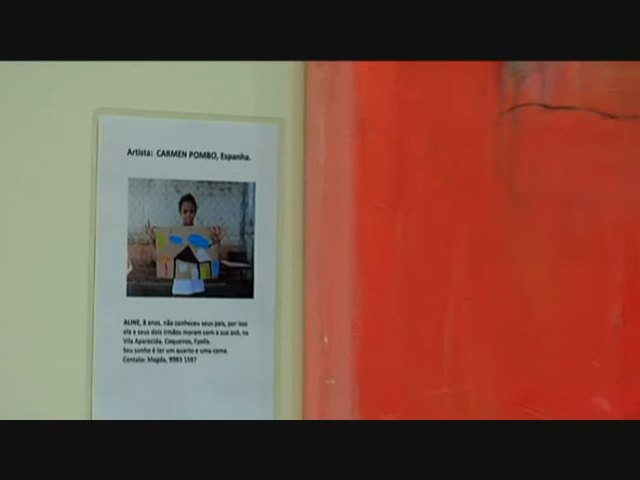 Artista: CARMEN POMBO, Espanha.
ALINE, 8 anos, não conheceu seus pais, por isso
ela e seus dois irmãos moram com a sua avó, na
Vila Aparecida, Coqueiros, Fpolis.
Seu sonho é ter um quarto e uma cama.
Contato: Magda, 9983 1587